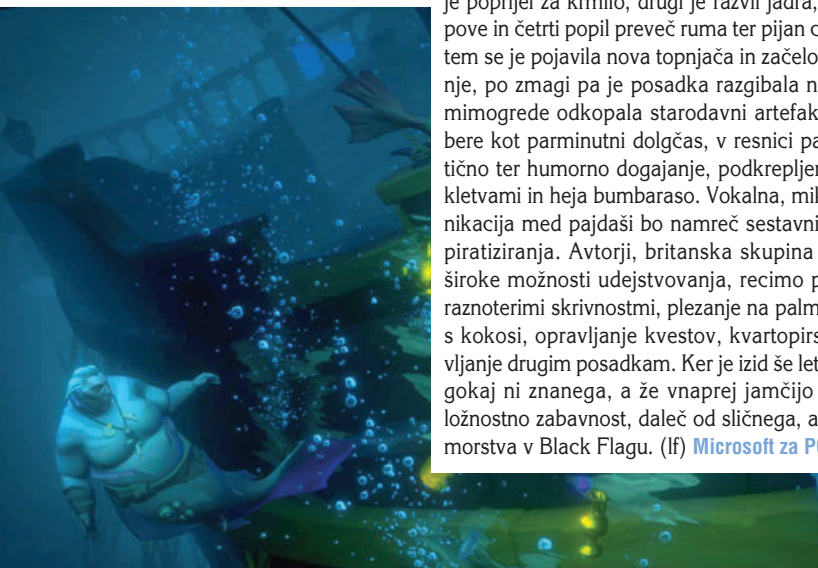 je poprijel za krmilo, drugi je razvil jadra,
pove in četrti popil preveč ruma ter pijan
tem se je pojavila nova topnjača in začelo
nje, po zmagi pa je posadka razgibala
mimogrede odkopala starodavni artefak
bere kot parminutni dolgčas, v resnici pa
tično ter humorno dogajanje, podkreplje
kletvami in heja bumbaraso. Vokalna, mik
nikacija med pajdaši bo namreč sestavni
piratiziranja. Avtorji, britanska skupina
široke možnosti udejstvovanja, recimo p
raznoterimi skrivnostmi, plezanje na palm
s kokosi, opravljanje kvestov, kvartopirs
vljanje drugim posadkam. Ker je izid še let
gokaj ni znanega, a že vnaprej jamčijo
ložnostno zabavnost, daleč od sličnega, a
morstva v Black Flagu. (lf) Microsoft za P